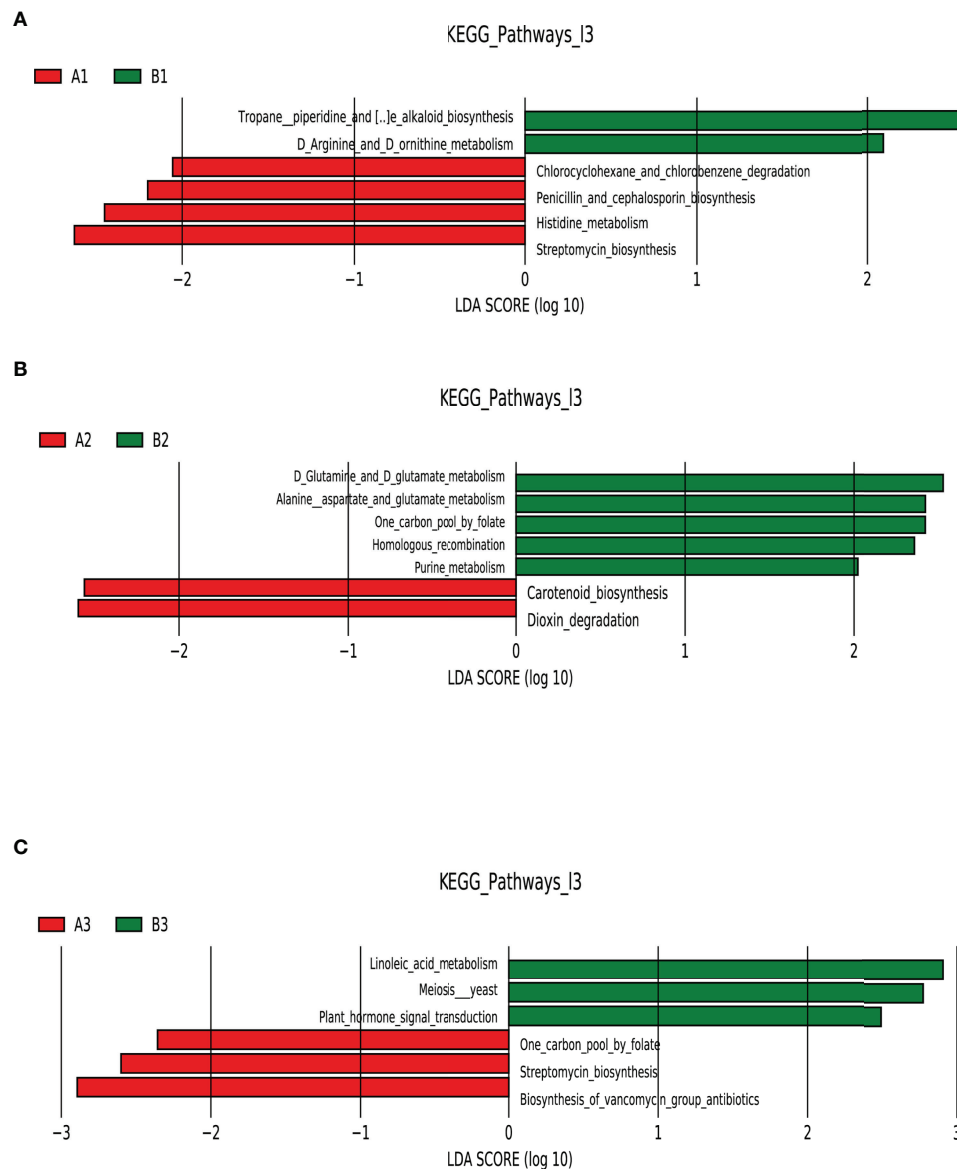 A
KEGG_Pathways_l3
A1 B1
Tropane__piperidine_and [..]e_alkaloid_biosynthesis
D_Arginine_and_D_ornithine_metabolism
Chlorocyclohexane_and_chlorobenzene_degradation
Penicillin_and_cephalosporin_biosynthesis
Histidine_metabolism
Streptomycin_biosynthesis
−2 −1 0 1 2
LDA SCORE (log 10)
B
KEGG_Pathways_l3
A2 B2
D_Glutamine_and_D_glutamate_metabolism
Alanine__aspartate_and_glutamate_metabolism
One_carbon_pool_by_folate
Homologous_recombination
Purine_metabolism
Carotenoid_biosynthesis
Dioxin_degradation
−2 −1 0 1 2
LDA SCORE (log 10)
C
KEGG_Pathways_l3
A3 B3
Linoleic_acid_metabolism
Meiosis___yeast
Plant_hormone_signal_transduction
One_carbon_pool_by_folate
Streptomycin_biosynthesis
Biosynthesis_of_vancomycin_group_antibiotics
−3 −2 −1 0 1 2 3
LDA SCORE (log 10)